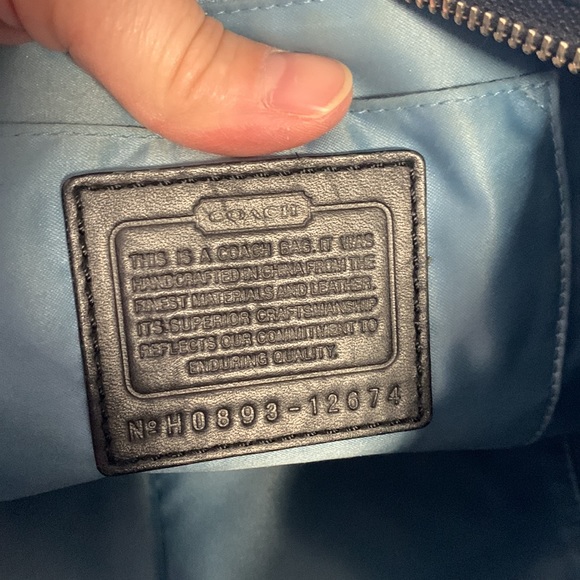 COACH
THIS IS A COACH BAG. IT WAS
HANDCRAFTED IN CHINA FROM THE
FINEST MATERIALS AND LEATHER.
ITS SUPERIOR CRAFTSMANSHIP
REFLECTS OUR COMMITMENT TO
ENDURING QUALITY.
Nº H0893-12674